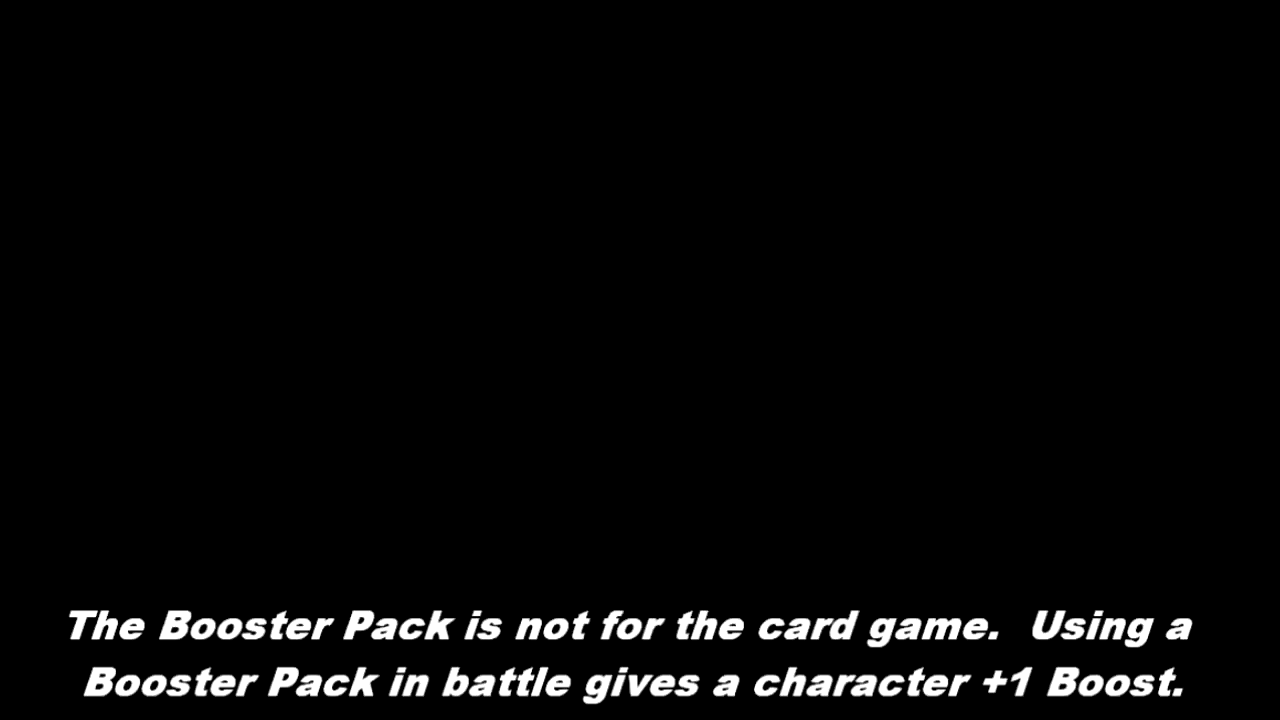 The Booster Pack is not for the card game.  Using a
Booster Pack in battle gives a character +1 Boost.